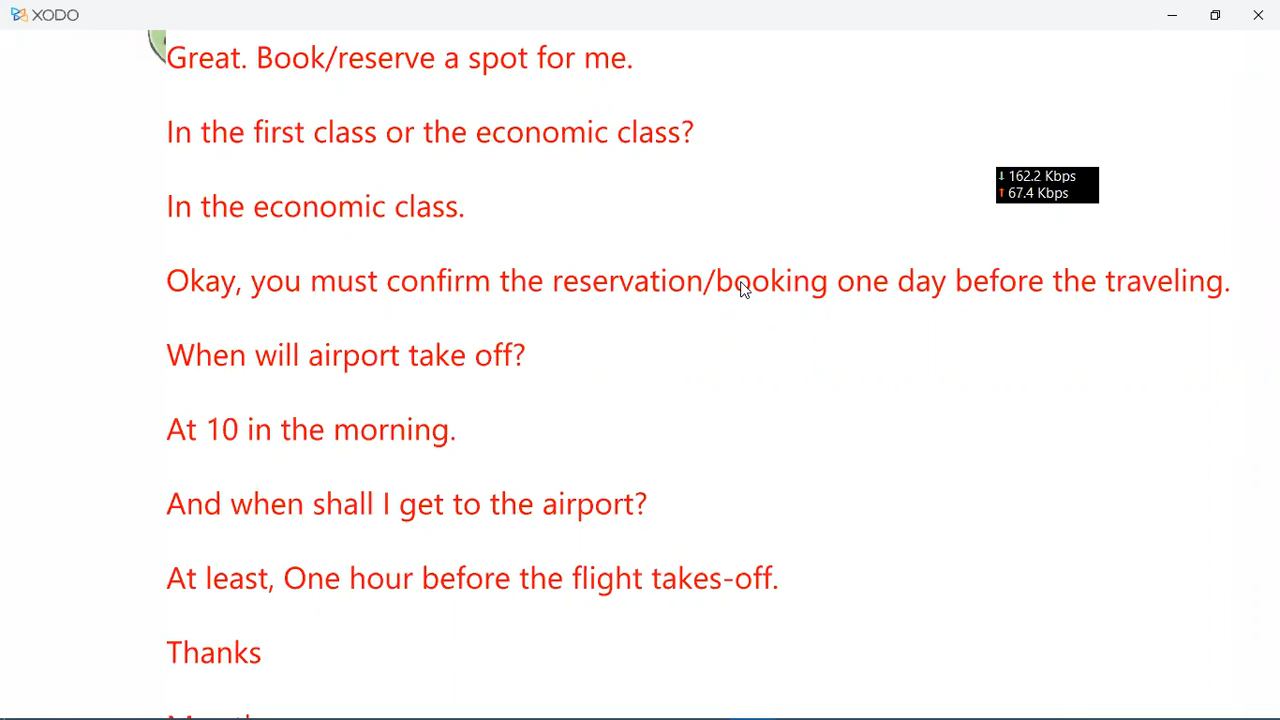 XODO
Great. Book/reserve a spot for me.
In the first class or the economic class?
↓ 162.2 Kbps
↑ 67.4 Kbps
In the economic class.
Okay, you must confirm the reservation/booking one day before the traveling.
When will airport take off?
At 10 in the morning.
And when shall I get to the airport?
At least, One hour before the flight takes-off.
Thanks